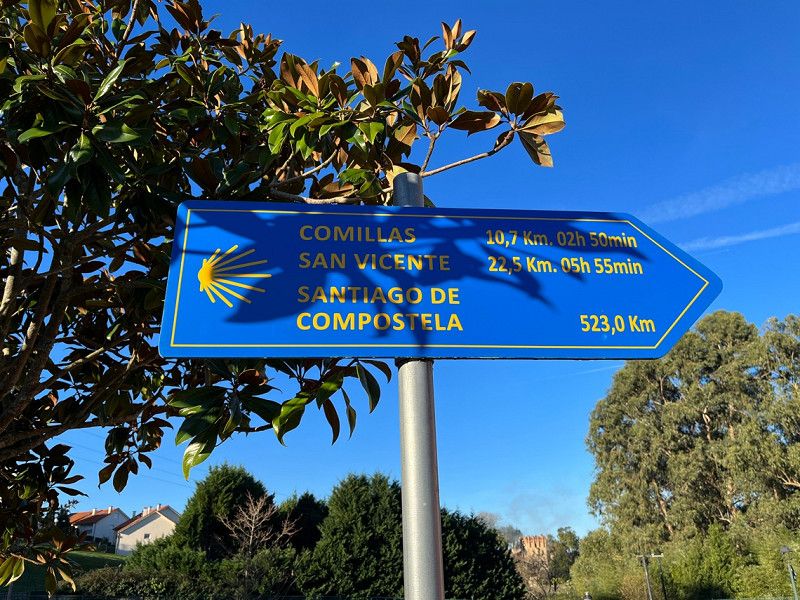 COMILLAS 10,7 Km. 02h 50min
SAN VICENTE 22,5 Km. 05h 55min
SANTIAGO DE
COMPOSTELA 523,0 Km